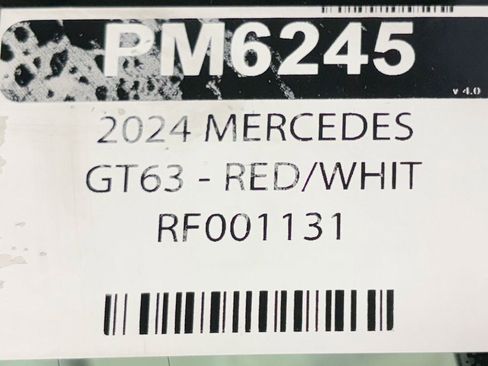 PM6245
v 4.0
2024 MERCEDES
GT63 - RED/WHIT
RF001131